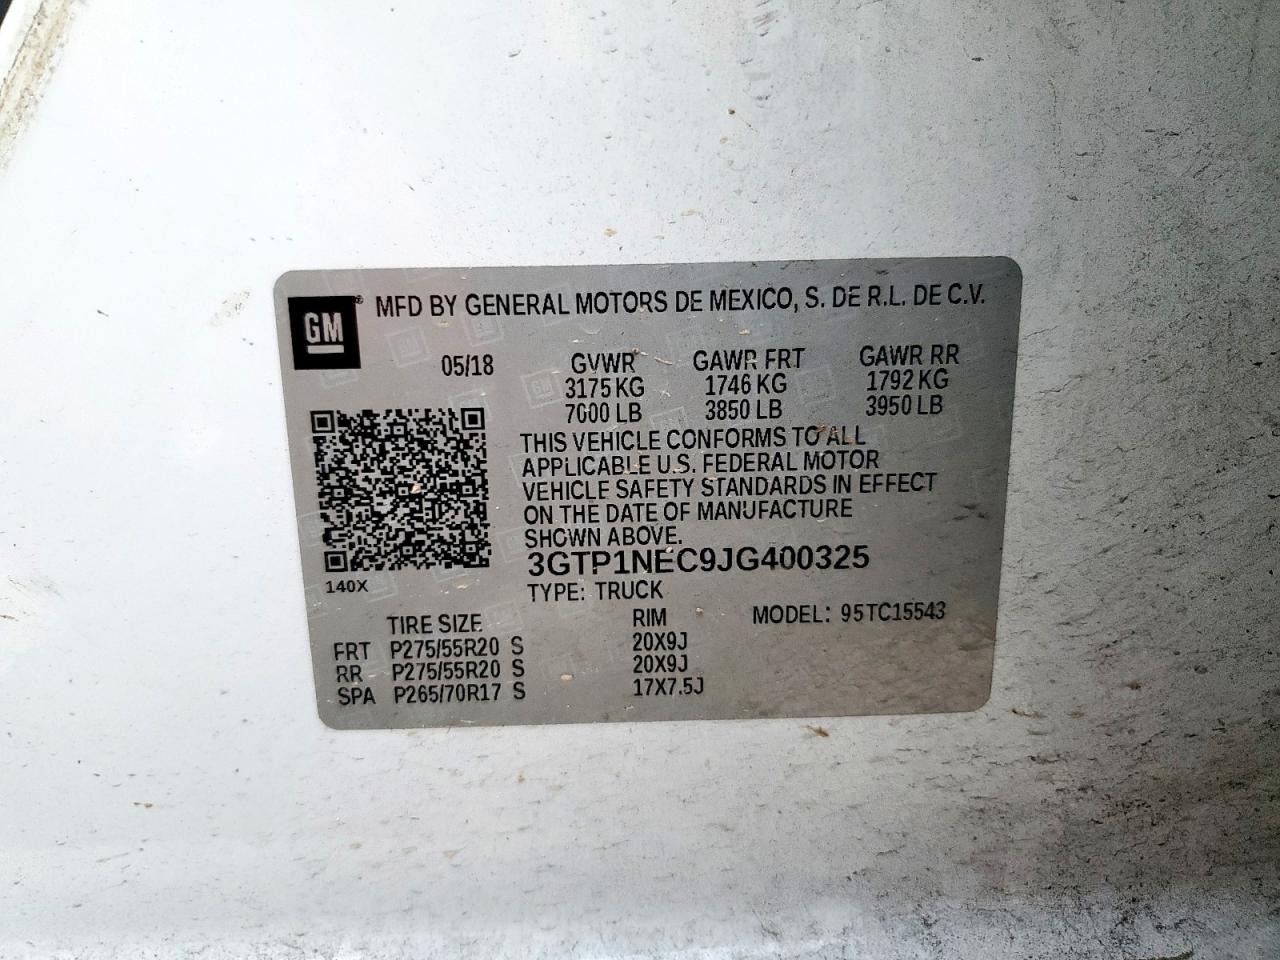 GM® MFD BY GENERAL MOTORS DE MEXICO, S. DE R.L. DE C.V.
05/18 GVWR GAWR FRT GAWR RR
3175 KG 1746 KG 1792 KG
7000 LB 3850 LB 3950 LB
THIS VEHICLE CONFORMS TO ALL
APPLICABLE U.S. FEDERAL MOTOR
VEHICLE SAFETY STANDARDS IN EFFECT
ON THE DATE OF MANUFACTURE
SHOWN ABOVE.
3GTP1NEC9JG400325
140X
TYPE: TRUCK
TIRE SIZE RIM MODEL: 95TC15543
FRT P275/55R20 S 20X9J
RR P275/55R20 S 20X9J
SPA P265/70R17 S 17X7.5J